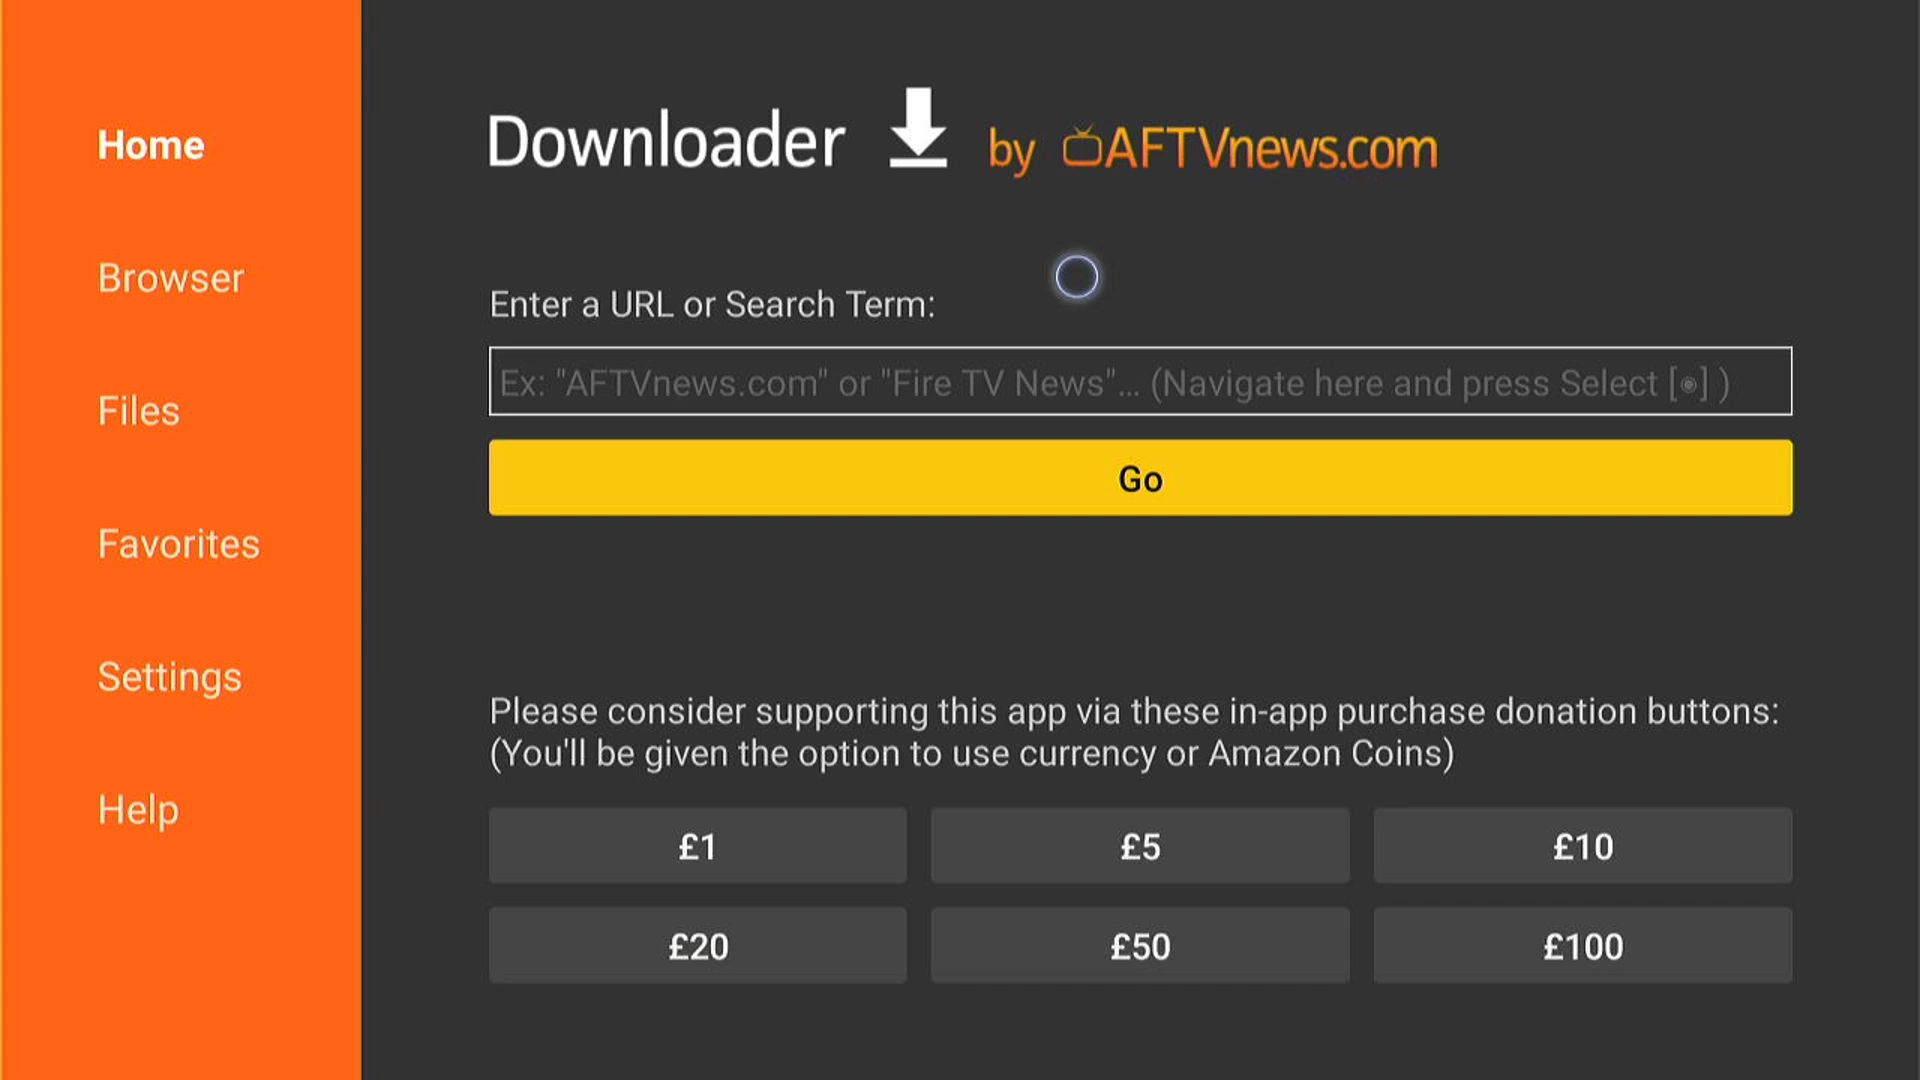 Home
Browser
Files
Favorites
Settings
Help
Downloader by AFTVnews.com
Enter a URL or Search Term:
Ex: "AFTVnews.com" or "Fire TV News"... (Navigate here and press Select [◉] )
Go
Please consider supporting this app via these in-app purchase donation buttons:
(You'll be given the option to use currency or Amazon Coins)
£1 £5 £10
£20 £50 £100